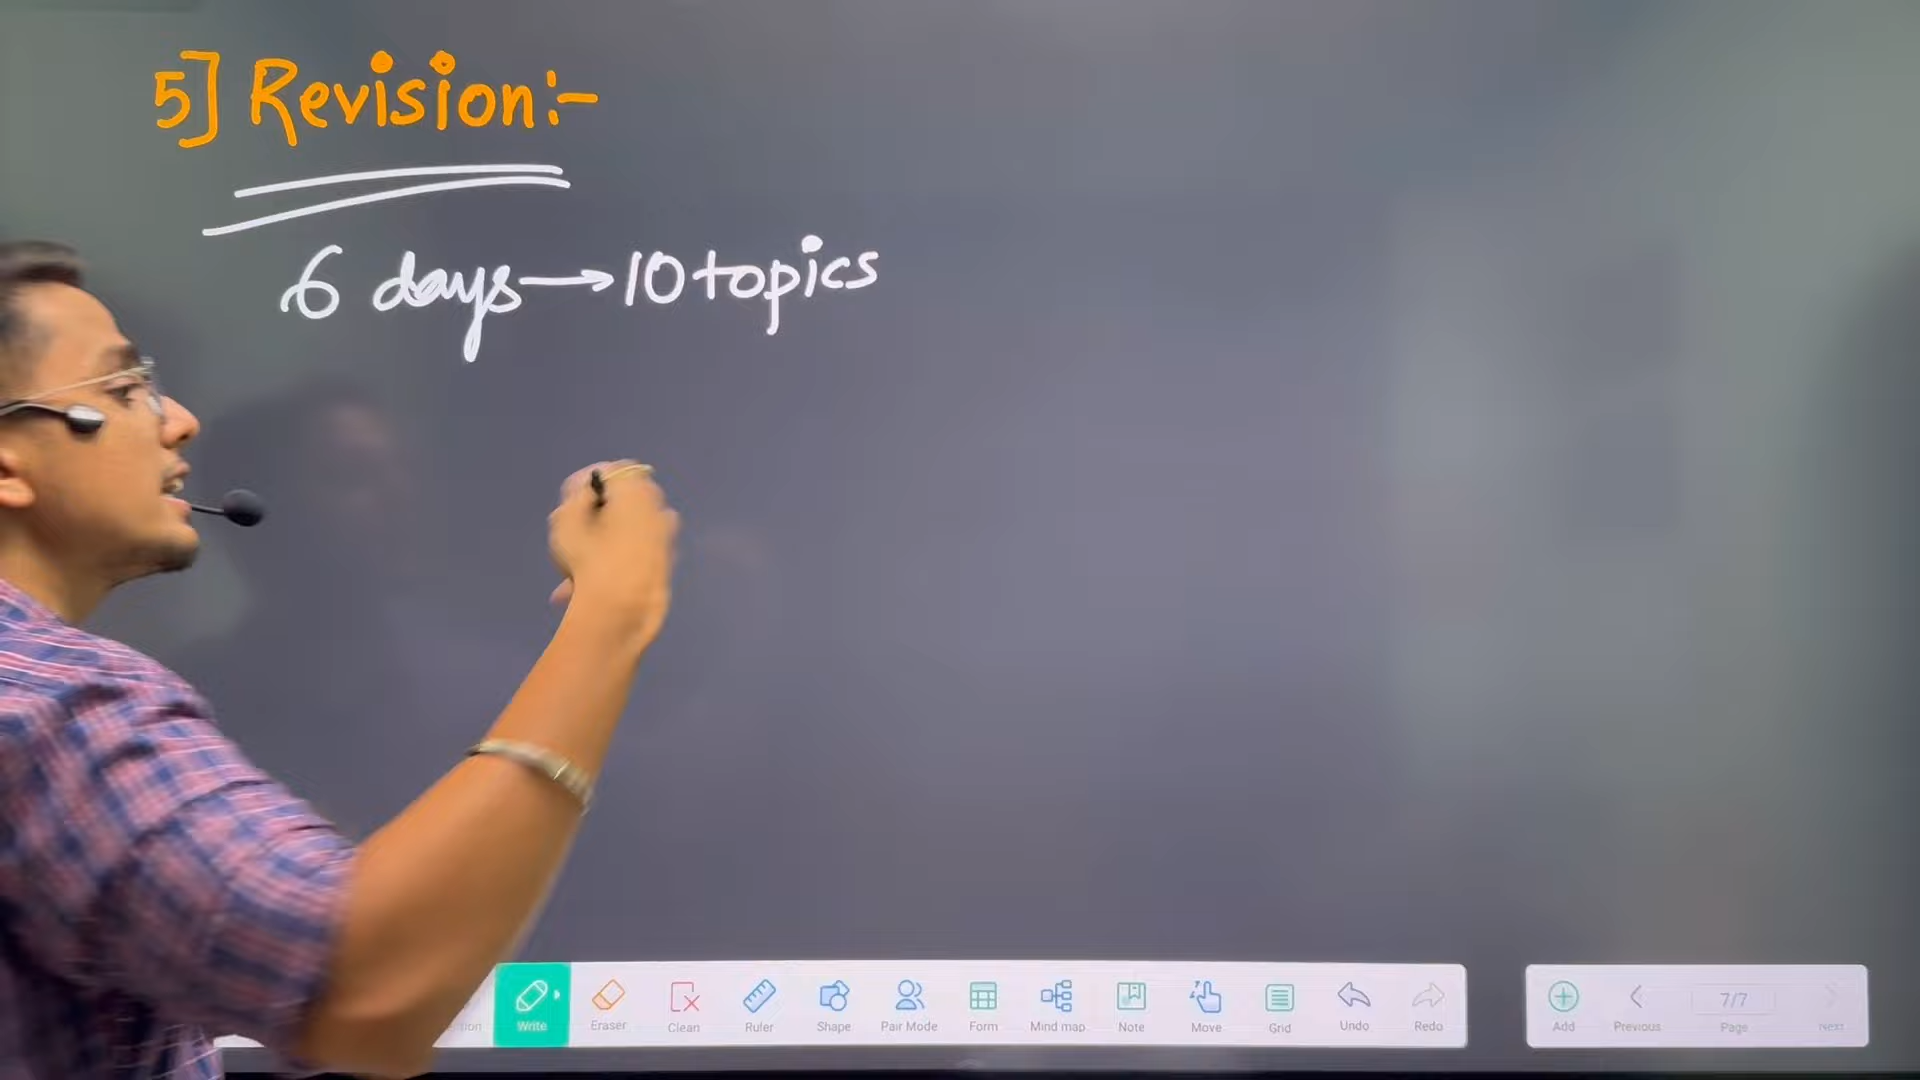 5] Revision:-
6 days→10 topics
Write
Eraser
Clean
Ruler
Shape
Pair Mode
Form
Mind map
Note
Move
Grid
Undo
Redo
Add
Previous
7/7
Page
Next